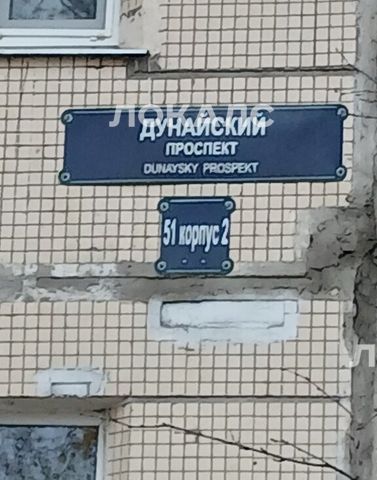 ЛОКАЛС
ДУНАЙСКИЙ
ПРОСПЕКТ
DUNAYSKY PROSPEKT
51 корпус 2
Л